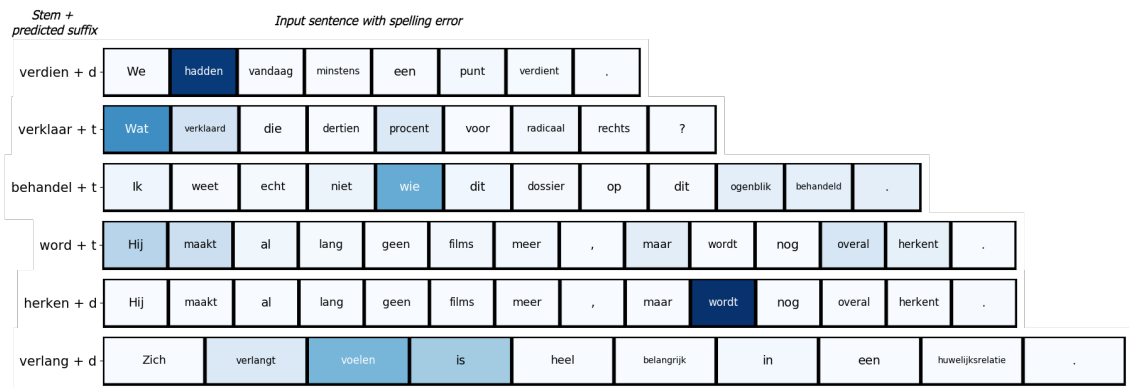 Stem +
predicted suffix
Input sentence with spelling error
verdien + d We hadden vandaag minstens een punt verdient .
verklaar + t Wat verklaard die dertien procent voor radicaal rechts ?
behandel + t Ik weet echt niet wie dit dossier op dit ogenblik behandeld .
word + t Hij maakt al lang geen films meer , maar wordt nog overal herkent .
herken + d Hij maakt al lang geen films meer , maar wordt nog overal herkent .
verlang + d Zich verlangt voelen is heel belangrijk in een huwelijksrelatie .